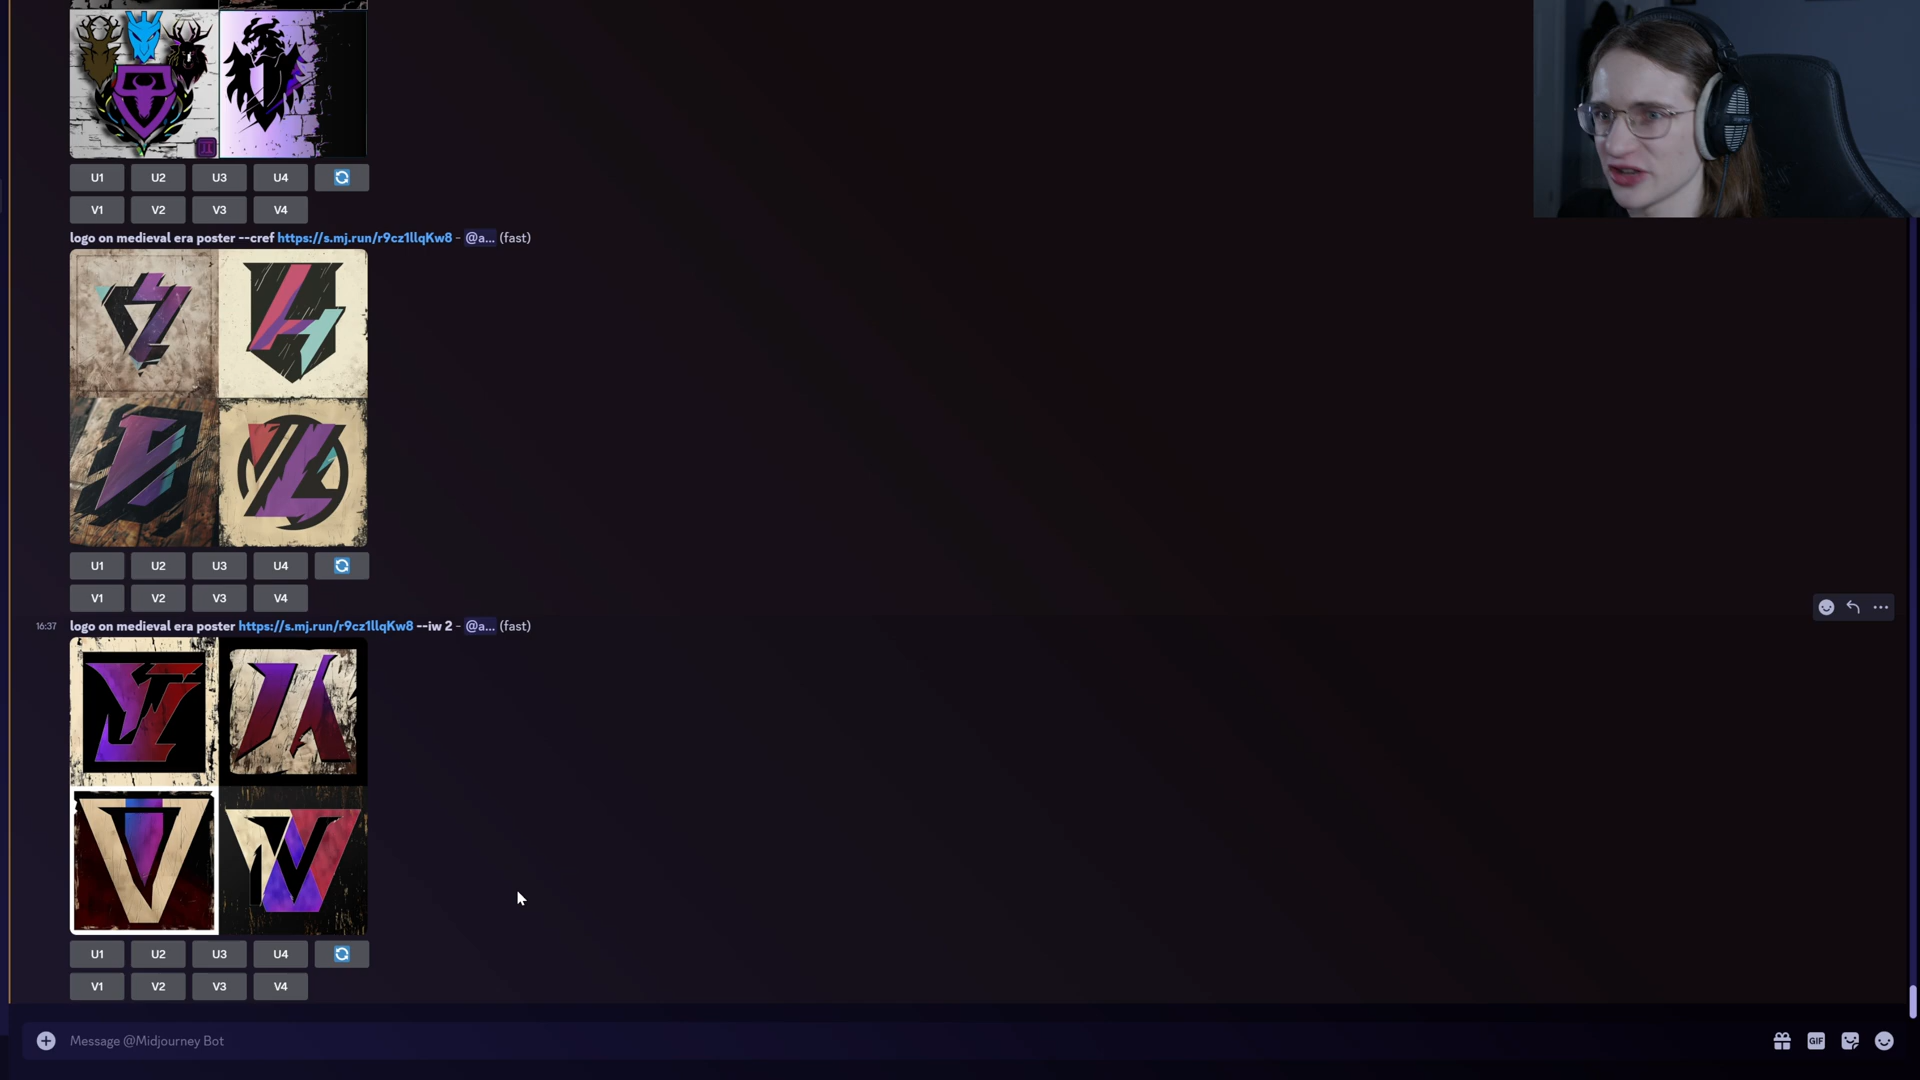 U1 U2 U3 U4
V1 V2 V3 V4
logo on medieval era poster --cref https://s.mj.run/r9cz1llqKw8 - @a... (fast)
U1 U2 U3 U4
V1 V2 V3 V4
16:37 logo on medieval era poster https://s.mj.run/r9cz1llqKw8 --iw 2 - @a... (fast)
U1 U2 U3 U4
V1 V2 V3 V4
Message @Midjourney Bot
GIF